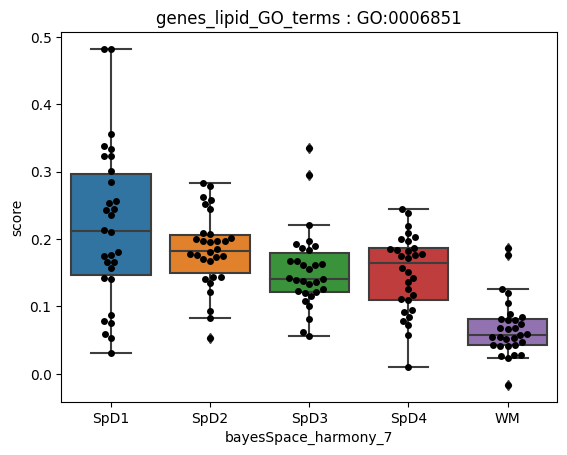 genes_lipid_GO_terms : GO:0006851
score
0.5
0.4
0.3
0.2
0.1
0.0
SpD1 SpD2 SpD3 SpD4 WM
bayesSpace_harmony_7